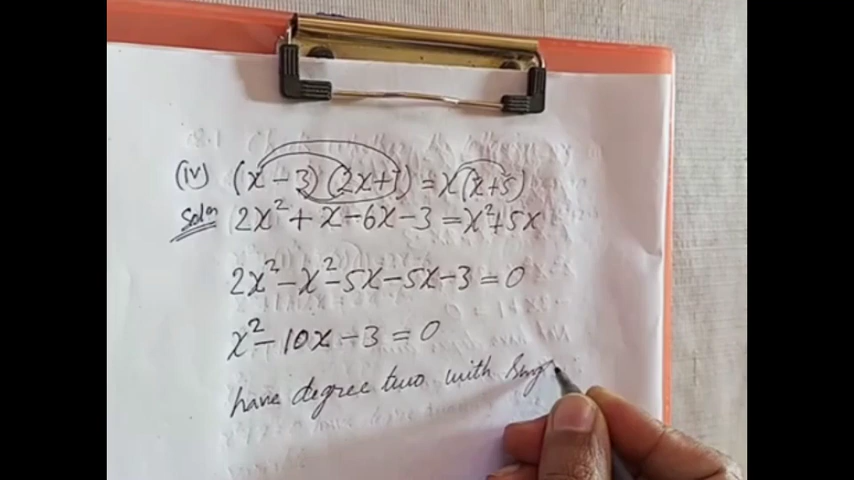 (iv) (x-3)(2x+1) = x(x+5)
Soln 2x²+x-6x-3=x²+5x
2x²-x²-5x-5x-3=0
x²-10x-3=0
have degree two with Sing